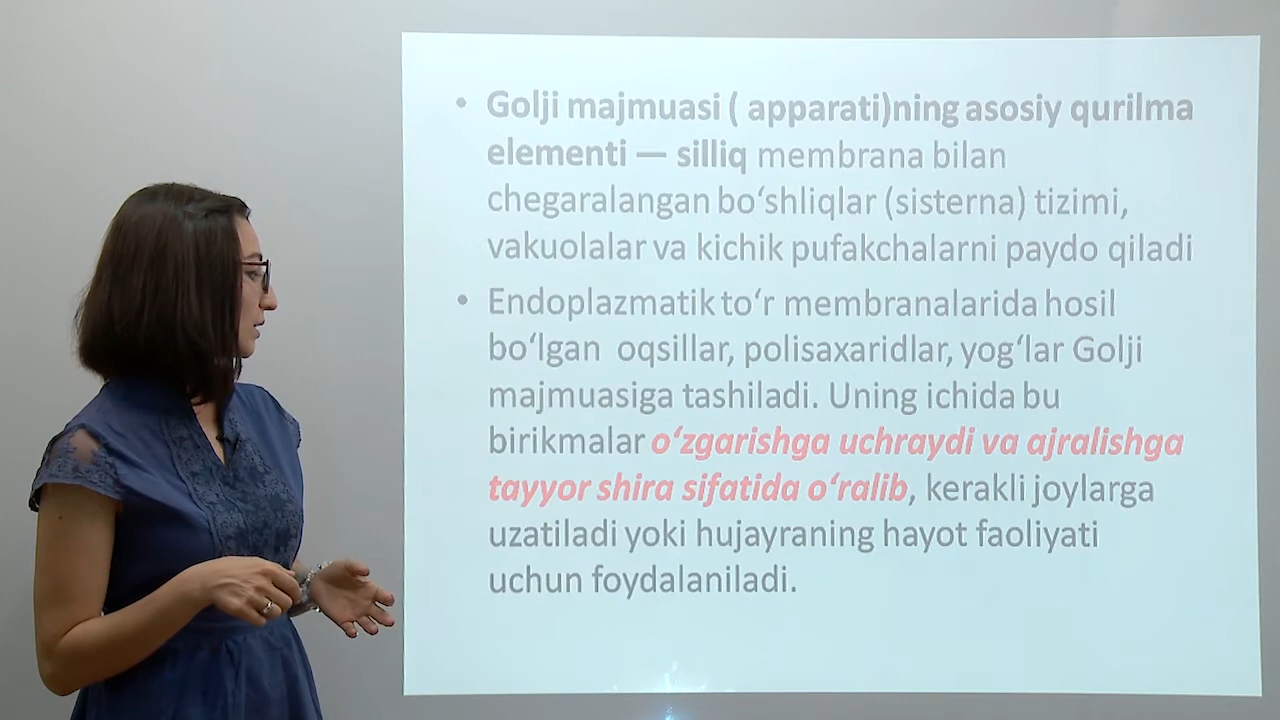 • Golji majmuasi ( apparati)ning asosiy qurilma
elementi — silliq membrana bilan
chegaralangan bo‘shliqlar (sisterna) tizimi,
vakuolalar va kichik pufakchalarni paydo qiladi
• Endoplazmatik to‘r membranalarida hosil
bo‘lgan oqsillar, polisaxaridlar, yog‘lar Golji
majmuasiga tashiladi. Uning ichida bu
birikmalar o‘zgarishga uchraydi va ajralishga
tayyor shira sifatida o‘ralib, kerakli joylarga
uzatiladi yoki hujayraning hayot faoliyati
uchun foydalaniladi.